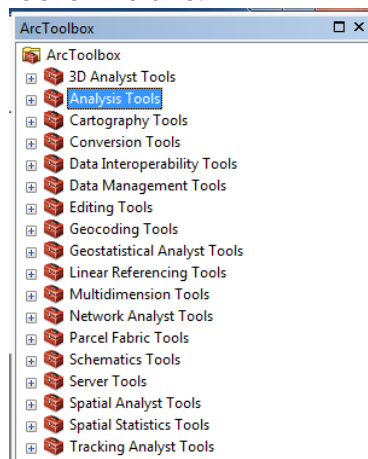 ArcToolbox
ArcToolbox
3D Analyst Tools
Analysis Tools
Cartography Tools
Conversion Tools
Data Interoperability Tools
Data Management Tools
Editing Tools
Geocoding Tools
Geostatistical Analyst Tools
Linear Referencing Tools
Multidimension Tools
Network Analyst Tools
Parcel Fabric Tools
Schematics Tools
Server Tools
Spatial Analyst Tools
Spatial Statistics Tools
Tracking Analyst Tools